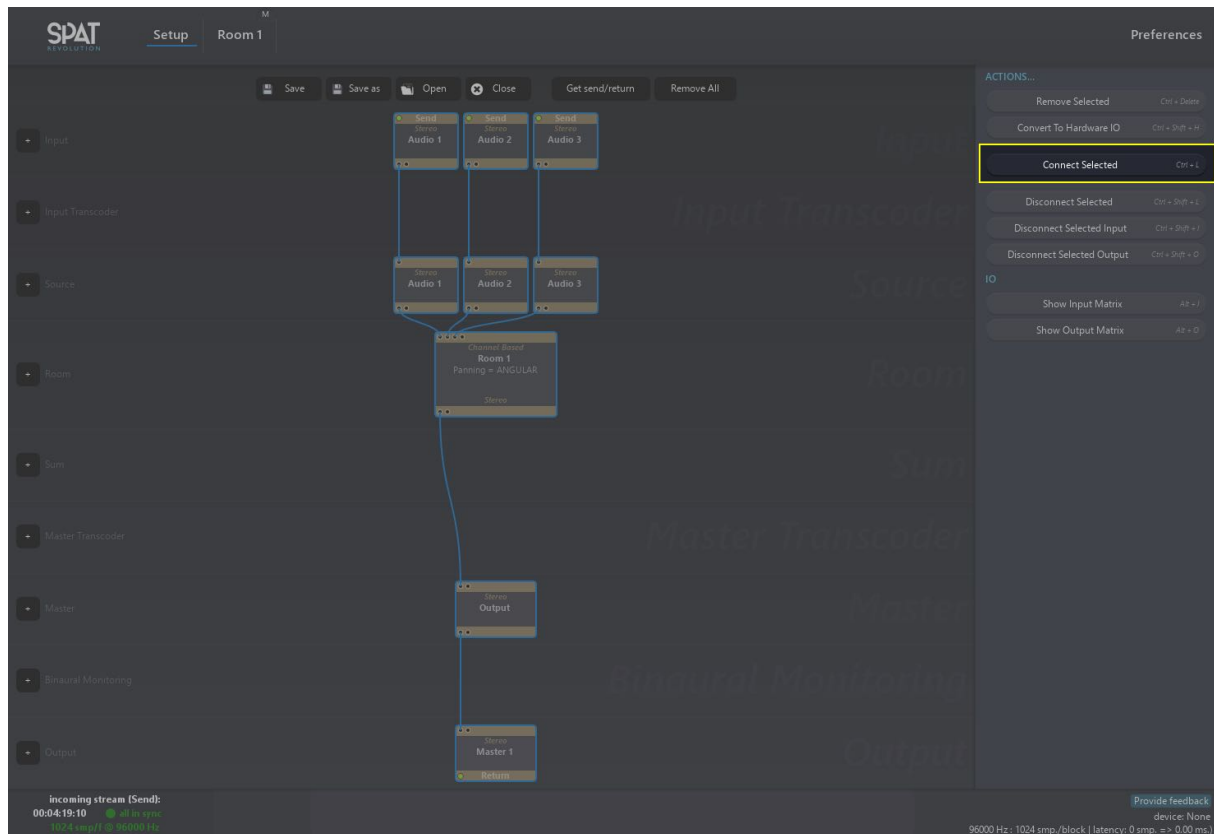 M
SPAT
REVOLUTION
Setup
Room 1
Preferences
Save
Save as
Open
Close
Get send/return
Remove All
ACTIONS...
Remove Selected Ctrl + Delete
Convert To Hardware IO Ctrl + Shift + H
Connect Selected Ctrl + L
Disconnect Selected Ctrl + Shift + L
Disconnect Selected Input Ctrl + Shift + I
Disconnect Selected Output Ctrl + Shift + O
IO
Show Input Matrix Alt + I
Show Output Matrix Alt + O
+ Input
Send
Stereo
Audio 1
Send
Stereo
Audio 2
Send
Stereo
Audio 3
Input
+ Input Transcoder
Input Transcoder
+ Source
Stereo
Audio 1
Stereo
Audio 2
Stereo
Audio 3
Source
+ Room
Channel Based
Room 1
Panning = ANGULAR
Stereo
Room
+ Sum
Sum
+ Master Transcoder
Master Transcoder
+ Master
Stereo
Output
Master
+ Binaural Monitoring
Binaural Monitoring
+ Output
Stereo
Master 1
Return
Output
incoming stream (Send):
00:04:19:10 all in sync
1024 smp/f @ 96000 Hz
Provide feedback
device: None
96000 Hz : 1024 smp./block | latency: 0 smp. => 0.00 ms.)